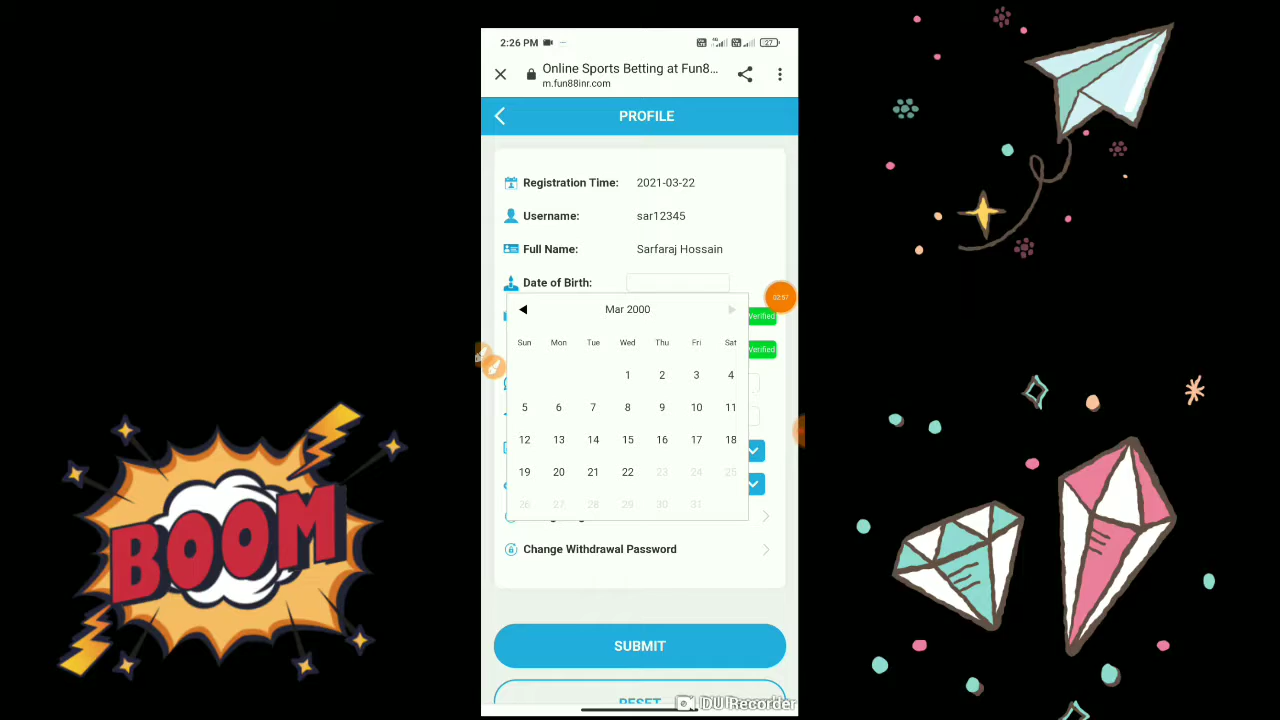 2:26 PM
27
Online Sports Betting at Fun8...
m.fun88inr.com
PROFILE
Registration Time: 2021-03-22
Username: sar12345
Full Name: Sarfaraj Hossain
Date of Birth:
02:57
Mar 2000
Verified
Sun Mon Tue Wed Thu Fri Sat
Verified
1 2 3 4
5 6 7 8 9 10 11
12 13 14 15 16 17 18
19 20 21 22 23 24 25
26 27 28 29 30 31
Change Withdrawal Password
SUBMIT
RESET
DU Recorder
BOOM